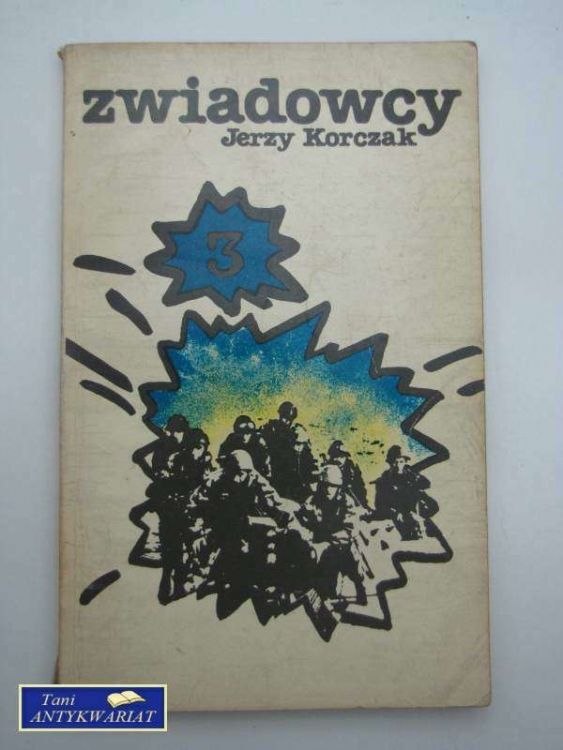 zwiadowcy
Jerzy Korczak
3
Tani
ANTYKWARIAT